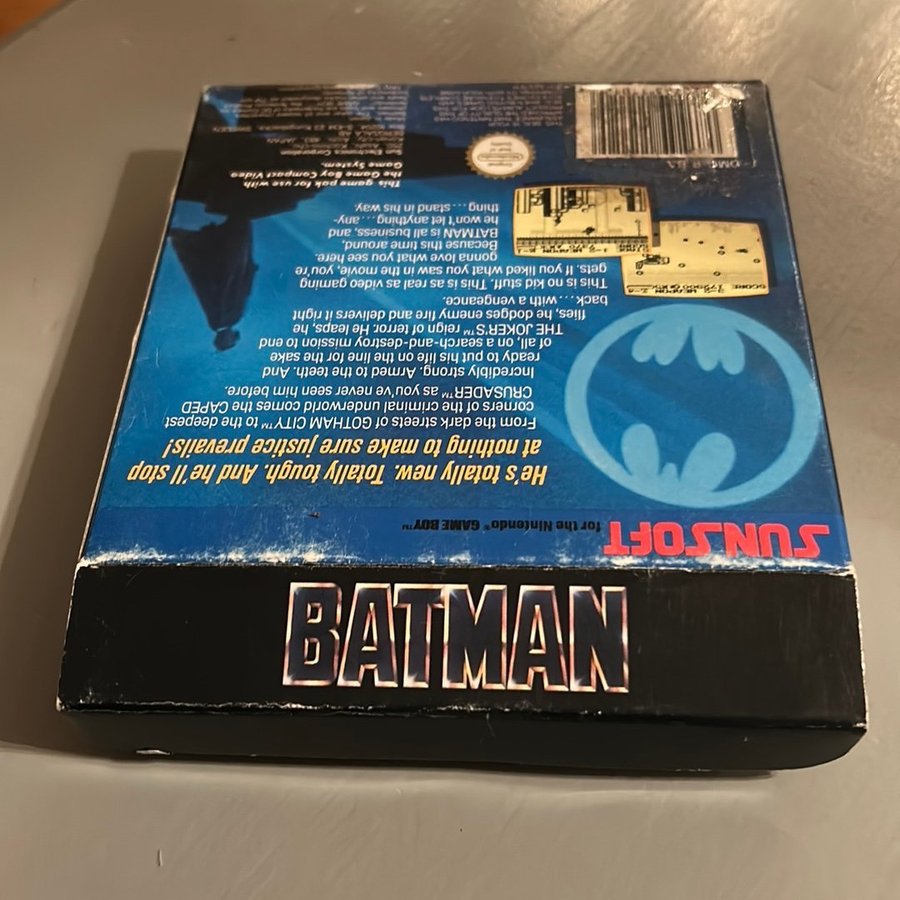 BATMAN
SUNSOFT
for the Nintendo® GAME BOY™
He's totally new. Totally tough. And he'll stop
at nothing to make sure justice prevails!
From the dark streets of GOTHAM CITY™ to the deepest
corners of the criminal underworld comes the CAPED
CRUSADER™ as you've never seen him before.
Incredibly strong. Armed to the teeth. And,
ready to put his life on the line for the sake
of all, on a search-and-destroy mission to end
THE JOKER'S™ reign of terror. He leaps, he
flies, he dodges enemy fire and delivers it right
back. . . with a vengeance.
This is no kid stuff. This is as real as video gaming
gets. If you liked what you saw in the movie, you're
gonna love what you see here.
Because this time around,
BATMAN is all business, and
he won't let anything . . . any-
thing . . . stand in his way.
SCORE
WEAPON
WEAPON
This game pak for use with
the Game Boy Compact Video
Game System.
Sun Electronics Corporation
JAPAN
Nintendo